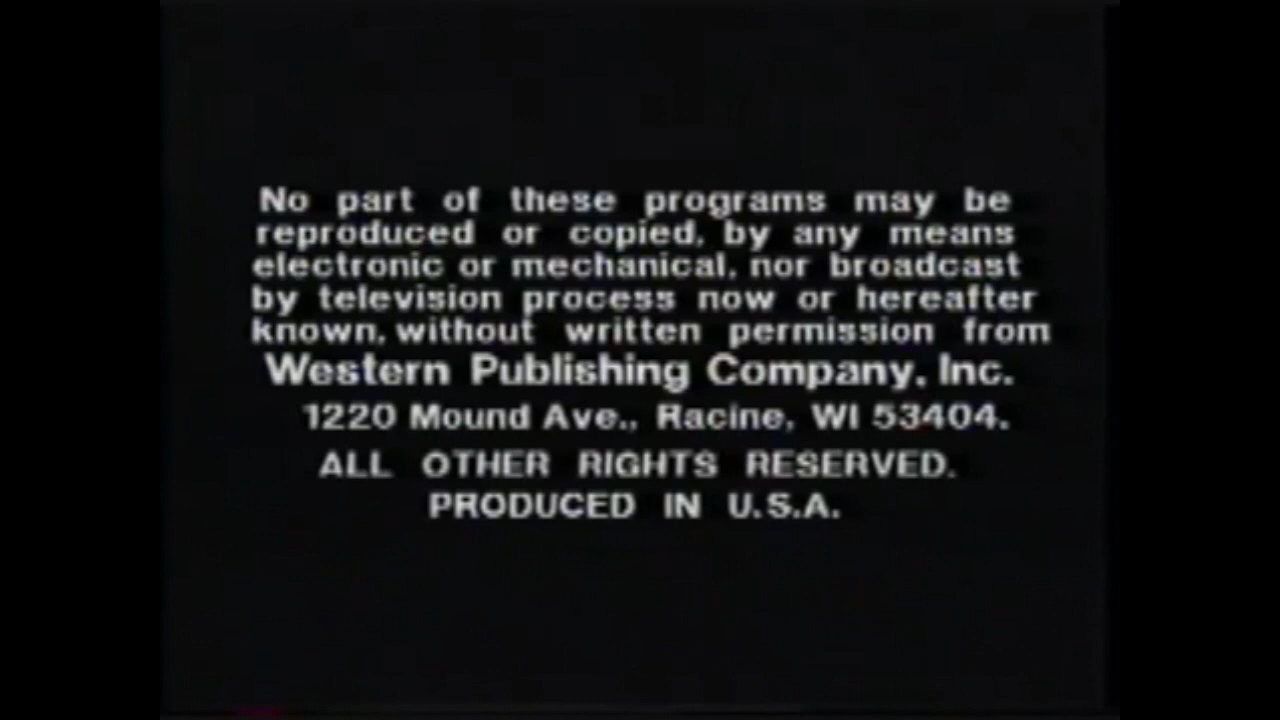 No part of these programs may be
reproduced or copied, by any means
electronic or mechanical, nor broadcast
by television process now or hereafter
known, without written permission from
Western Publishing Company, Inc.
1220 Mound Ave., Racine, WI 53404.
ALL OTHER RIGHTS RESERVED.
PRODUCED IN U.S.A.